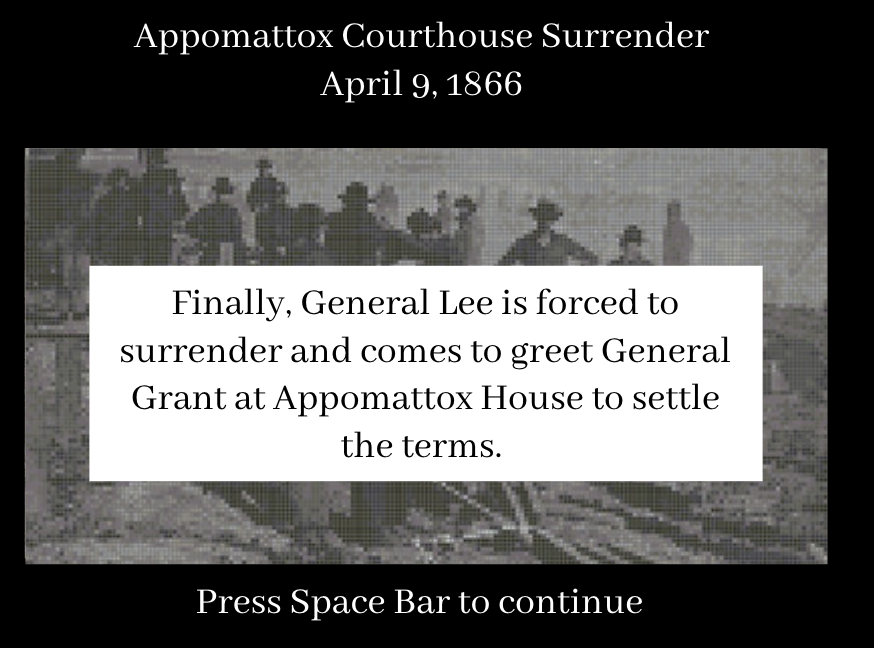 Appomattox Courthouse Surrender
April 9, 1866
Finally, General Lee is forced to
surrender and comes to greet General
Grant at Appomattox House to settle
the terms.
Press Space Bar to continue